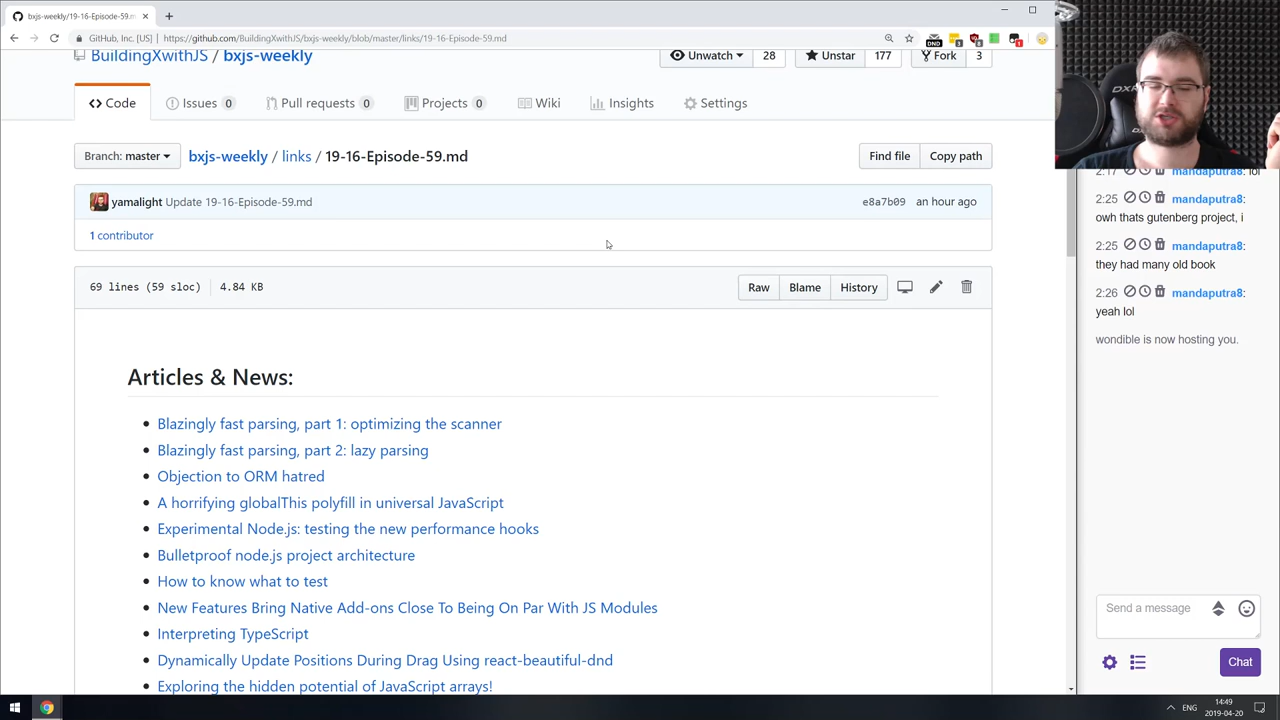 bxjs-weekly/19-16-Episode-59.m
GitHub, Inc. [US]
https://github.com/BuildingXwithJS/bxjs-weekly/blob/master/links/19-16-Episode-59.md
DND
BuildingXwithJS / bxjs-weekly
Unwatch 28
Unstar 177
Fork 3
Code
Issues 0
Pull requests 0
Projects 0
Wiki
Insights
Settings
Branch: master
bxjs-weekly / links / 19-16-Episode-59.md
Find file
Copy path
yamalight Update 19-16-Episode-59.md
e8a7b09 an hour ago
1 contributor
69 lines (59 sloc) 4.84 KB
Raw
Blame
History
Articles & News:
Blazingly fast parsing, part 1: optimizing the scanner
Blazingly fast parsing, part 2: lazy parsing
Objection to ORM hatred
A horrifying globalThis polyfill in universal JavaScript
Experimental Node.js: testing the new performance hooks
Bulletproof node.js project architecture
How to know what to test
New Features Bring Native Add-ons Close To Being On Par With JS Modules
Interpreting TypeScript
Dynamically Update Positions During Drag Using react-beautiful-dnd
Exploring the hidden potential of JavaScript arrays!
2:17 mandaputra8: lol
2:25 mandaputra8:
owh thats gutenberg project, i
2:25 mandaputra8:
they had many old book
2:26 mandaputra8:
yeah lol
wondible is now hosting you.
Send a message
Chat
ENG
14:49
2019-04-20